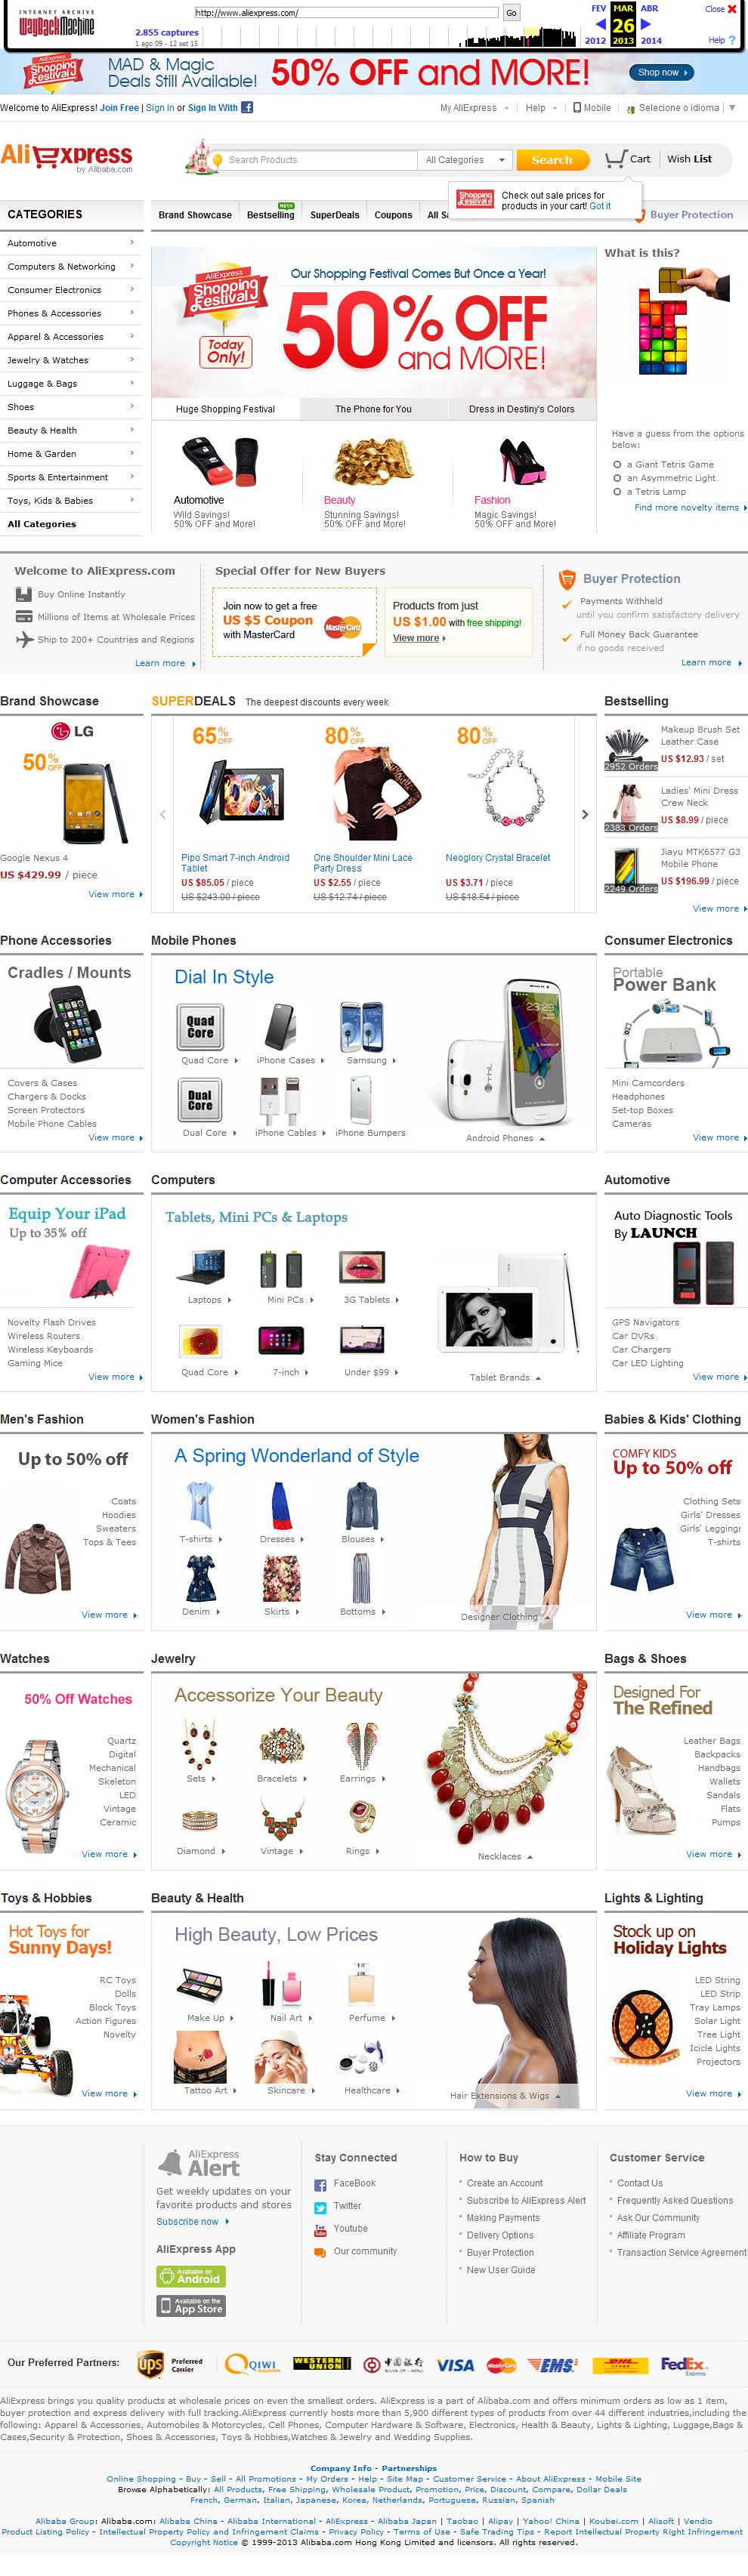 INTERNET ARCHIVE
WayBackMachine
http://www.aliexpress.com/
Go
FEV MAR ABR
Close
2.855 captures
1 ago 09 - 12 set 15
26
2012 2013 2014
Help ?
AliExpress Shopping Festival
MAD & Magic
Deals Still Available!
50% OFF and MORE!
Shop now
Welcome to AliExpress! Join Free | Sign In or Sign In With
My AliExpress
Help
Mobile
Selecione o idioma
AliExpress
by Alibaba.com
Search Products
All Categories
Search
Cart
Wish List
Shopping Festival
Check out sale prices for
products in your cart! Got it
CATEGORIES
Brand Showcase
Bestselling
NEW
SuperDeals
Coupons
All S
Buyer Protection
Automotive
Computers & Networking
Consumer Electronics
Phones & Accessories
Apparel & Accessories
Jewelry & Watches
Luggage & Bags
Shoes
Beauty & Health
Home & Garden
Sports & Entertainment
Toys, Kids & Babies
All Categories
AliExpress
Shopping Festival
Today Only!
Our Shopping Festival Comes But Once a Year!
50% OFF
and MORE!
Huge Shopping Festival
The Phone for You
Dress in Destiny's Colors
Automotive
Wild Savings!
50% OFF and More!
Beauty
Stunning Savings!
50% OFF and More!
Fashion
Magic Savings!
50% OFF and More!
What is this?
Have a guess from the options
below:
a Giant Tetris Game
an Asymmetric Light
a Tetris Lamp
Find more novelty items
Welcome to AliExpress.com
Buy Online Instantly
Millions of Items at Wholesale Prices
Ship to 200+ Countries and Regions
Learn more
Special Offer for New Buyers
Join now to get a free
US $5 Coupon
with MasterCard
MasterCard
Products from just
US $1.00 with free shipping!
View more
Buyer Protection
Payments Withheld
until you confirm satisfactory delivery
Full Money Back Guarantee
if no goods received
Learn more
Brand Showcase
LG
50% OFF
Google Nexus 4
US $429.99 / piece
View more
SUPERDEALS The deepest discounts every week
65% OFF
Pipo Smart 7-inch Android
Tablet
US $85.05 / piece
US $243.00 / piece
80% OFF
One Shoulder Mini Lace
Party Dress
US $2.55 / piece
US $12.74 / piece
80% OFF
Neoglory Crystal Bracelet
US $3.71 / piece
US $18.54 / piece
Bestselling
Makeup Brush Set
Leather Case
US $12.93 / set
2952 Orders
Ladies' Mini Dress
Crew Neck
US $8.99 / piece
2383 Orders
Jiayu MTK6577 G3
Mobile Phone
US $196.99 / piece
2249 Orders
View more
Phone Accessories
Cradles / Mounts
Covers & Cases
Chargers & Docks
Screen Protectors
Mobile Phone Cables
View more
Mobile Phones
Dial In Style
Quad Core
Quad Core
iPhone Cases
Samsung
Dual Core
Dual Core
iPhone Cables
iPhone Bumpers
23:29
Android Phones
Consumer Electronics
Portable
Power Bank
Mini Camcorders
Headphones
Set-top Boxes
Cameras
View more
Computer Accessories
Equip Your iPad
Up to 35% off
Novelty Flash Drives
Wireless Routers
Wireless Keyboards
Gaming Mice
View more
Computers
Tablets, Mini PCs & Laptops
Laptops
Mini PCs
3G Tablets
Quad Core
7-inch
Under $99
Tablet Brands
Automotive
Auto Diagnostic Tools
By LAUNCH
GPS Navigators
Car DVRs
Car Chargers
Car LED Lighting
View more
Men's Fashion
Up to 50% off
Coats
Hoodies
Sweaters
Tops & Tees
View more
Women's Fashion
A Spring Wonderland of Style
T-shirts
Dresses
Blouses
Denim
Skirts
Bottoms
Designer Clothing
Babies & Kids' Clothing
COMFY KIDS
Up to 50% off
Clothing Sets
Girls' Dresses
Girls' Leggings
T-shirts
View more
Watches
50% Off Watches
Quartz
Digital
Mechanical
Skeleton
LED
Vintage
Ceramic
View more
Jewelry
Accessorize Your Beauty
Sets
Bracelets
Earrings
Diamond
Vintage
Rings
Necklaces
Bags & Shoes
Designed For
The Refined
Leather Bags
Backpacks
Handbags
Wallets
Sandals
Flats
Pumps
View more
Toys & Hobbies
Hot Toys for
Sunny Days!
RC Toys
Dolls
Block Toys
Action Figures
Novelty
View more
Beauty & Health
High Beauty, Low Prices
Make Up
Nail Art
Perfume
Tattoo Art
Skincare
Healthcare
Hair Extensions & Wigs
Lights & Lighting
Stock up on
Holiday Lights
LED String
LED Strip
Tray Lamps
Solar Light
Tree Light
Icicle Lights
Projectors
View more
AliExpress
Alert
Get weekly updates on your
favorite products and stores
Subscribe now
AliExpress App
Available on Android
Available on the App Store
Stay Connected
FaceBook
Twitter
Youtube
Our community
How to Buy
Create an Account
Subscribe to AliExpress Alert
Making Payments
Delivery Options
Buyer Protection
New User Guide
Customer Service
Contact Us
Frequently Asked Questions
Ask Our Community
Affiliate Program
Transaction Service Agreement
Our Preferred Partners:
ups Preferred Carrier
QIWI
WESTERN UNION
中国银行 BANK OF CHINA
VISA
MasterCard
EMS
DHL
FedEx Express
AliExpress brings you quality products at wholesale prices on even the smallest orders. AliExpress is a part of Alibaba.com and offers minimum orders as low as 1 item,
buyer protection and express delivery with full tracking.AliExpress currently hosts more than 5,900 different types of products from over 44 different industries,including the
following: Apparel & Accessories, Automobiles & Motorcycles, Cell Phones, Computer Hardware & Software, Electronics, Health & Beauty, Lights & Lighting, Luggage,Bags &
Cases,Security & Protection, Shoes & Accessories, Toys & Hobbies,Watches & Jewelry and Wedding Supplies.
Company Info - Partnerships
Online Shopping - Buy - Sell - All Promotions - My Orders - Help - Site Map - Customer Service - About AliExpress - Mobile Site
Browse Alphabetically: All Products, Free Shipping, Wholesale Product, Promotion, Price, Discount, Compare, Dollar Deals
French, German, Italian, Japanese, Korea, Netherlands, Portuguese, Russian, Spanish
Alibaba Group: Alibaba.com: Alibaba China - Alibaba International - AliExpress - Alibaba Japan | Taobao | Alipay | Yahoo! China | Koubei.com | Alisoft | Vendio
Product Listing Policy - Intellectual Property Policy and Infringement Claims - Privacy Policy - Terms of Use - Safe Trading Tips - Report Intellectual Property Right Infringement
Copyright Notice © 1999-2013 Alibaba.com Hong Kong Limited and licensors. All rights reserved.